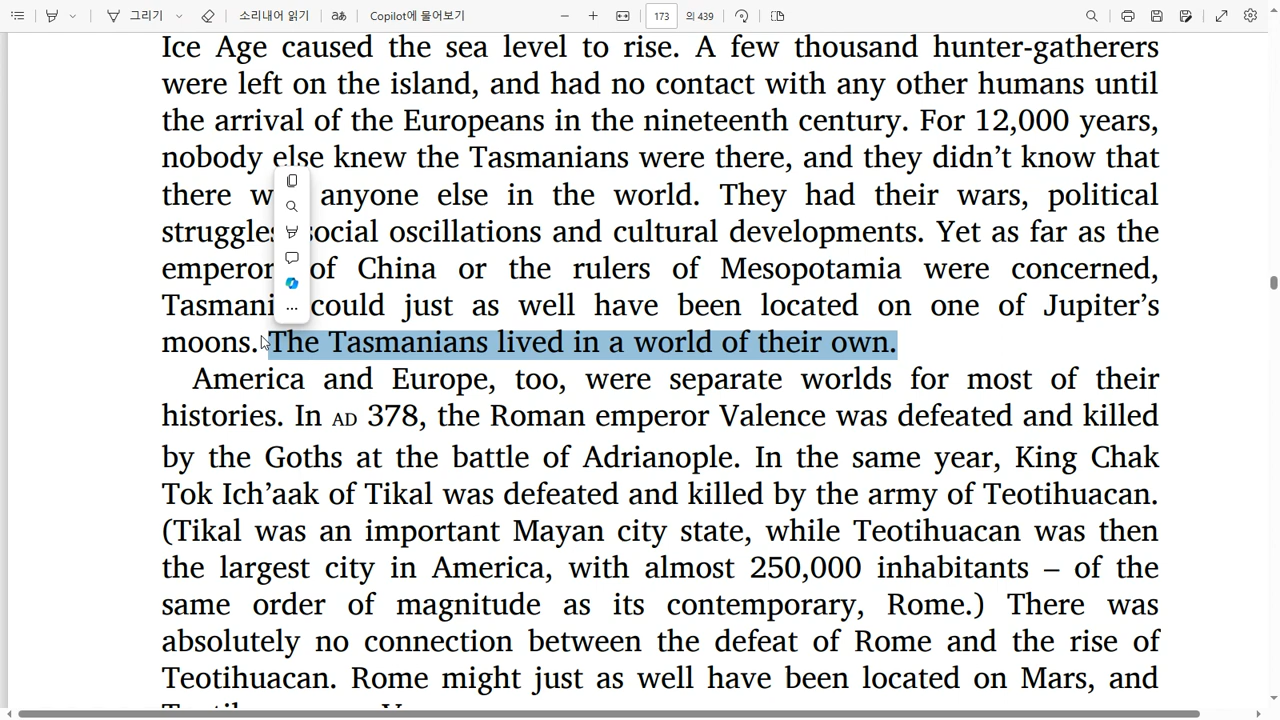 그리기
소리내어 읽기
aあ
Copilot에 물어보기
173
의 439
Ice Age caused the sea level to rise. A few thousand hunter-gatherers
were left on the island, and had no contact with any other humans until
the arrival of the Europeans in the nineteenth century. For 12,000 years,
nobody else knew the Tasmanians were there, and they didn’t know that
there w anyone else in the world. They had their wars, political
struggles social oscillations and cultural developments. Yet as far as the
emperor of China or the rulers of Mesopotamia were concerned,
Tasmani could just as well have been located on one of Jupiter’s
moons. The Tasmanians lived in a world of their own.
America and Europe, too, were separate worlds for most of their
histories. In AD 378, the Roman emperor Valence was defeated and killed
by the Goths at the battle of Adrianople. In the same year, King Chak
Tok Ich’aak of Tikal was defeated and killed by the army of Teotihuacan.
(Tikal was an important Mayan city state, while Teotihuacan was then
the largest city in America, with almost 250,000 inhabitants – of the
same order of magnitude as its contemporary, Rome.) There was
absolutely no connection between the defeat of Rome and the rise of
Teotihuacan. Rome might just as well have been located on Mars, and